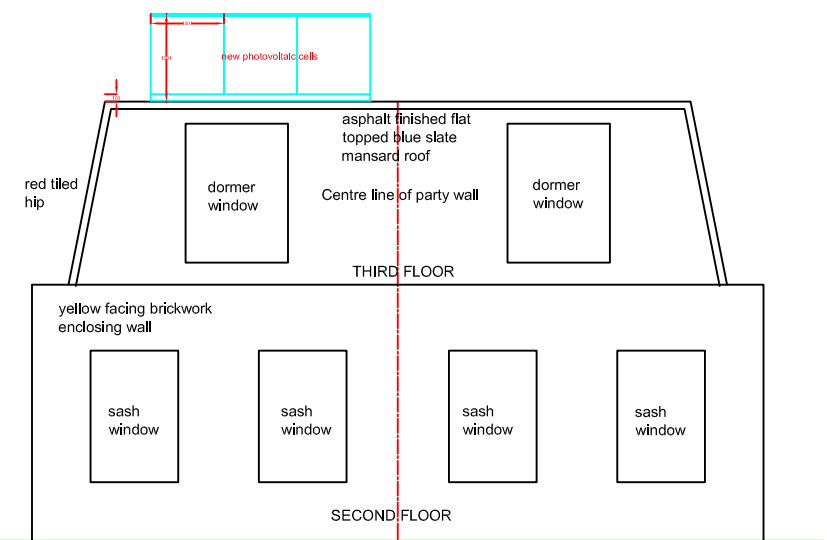 new photovoltaic cells
asphalt finished flat
topped blue slate
mansard roof
red tiled
hip
dormer
window
Centre line of party wall
dormer
window
THIRD FLOOR
yellow facing brickwork
enclosing wall
sash
window
sash
window
sash
window
sash
window
SECOND FLOOR